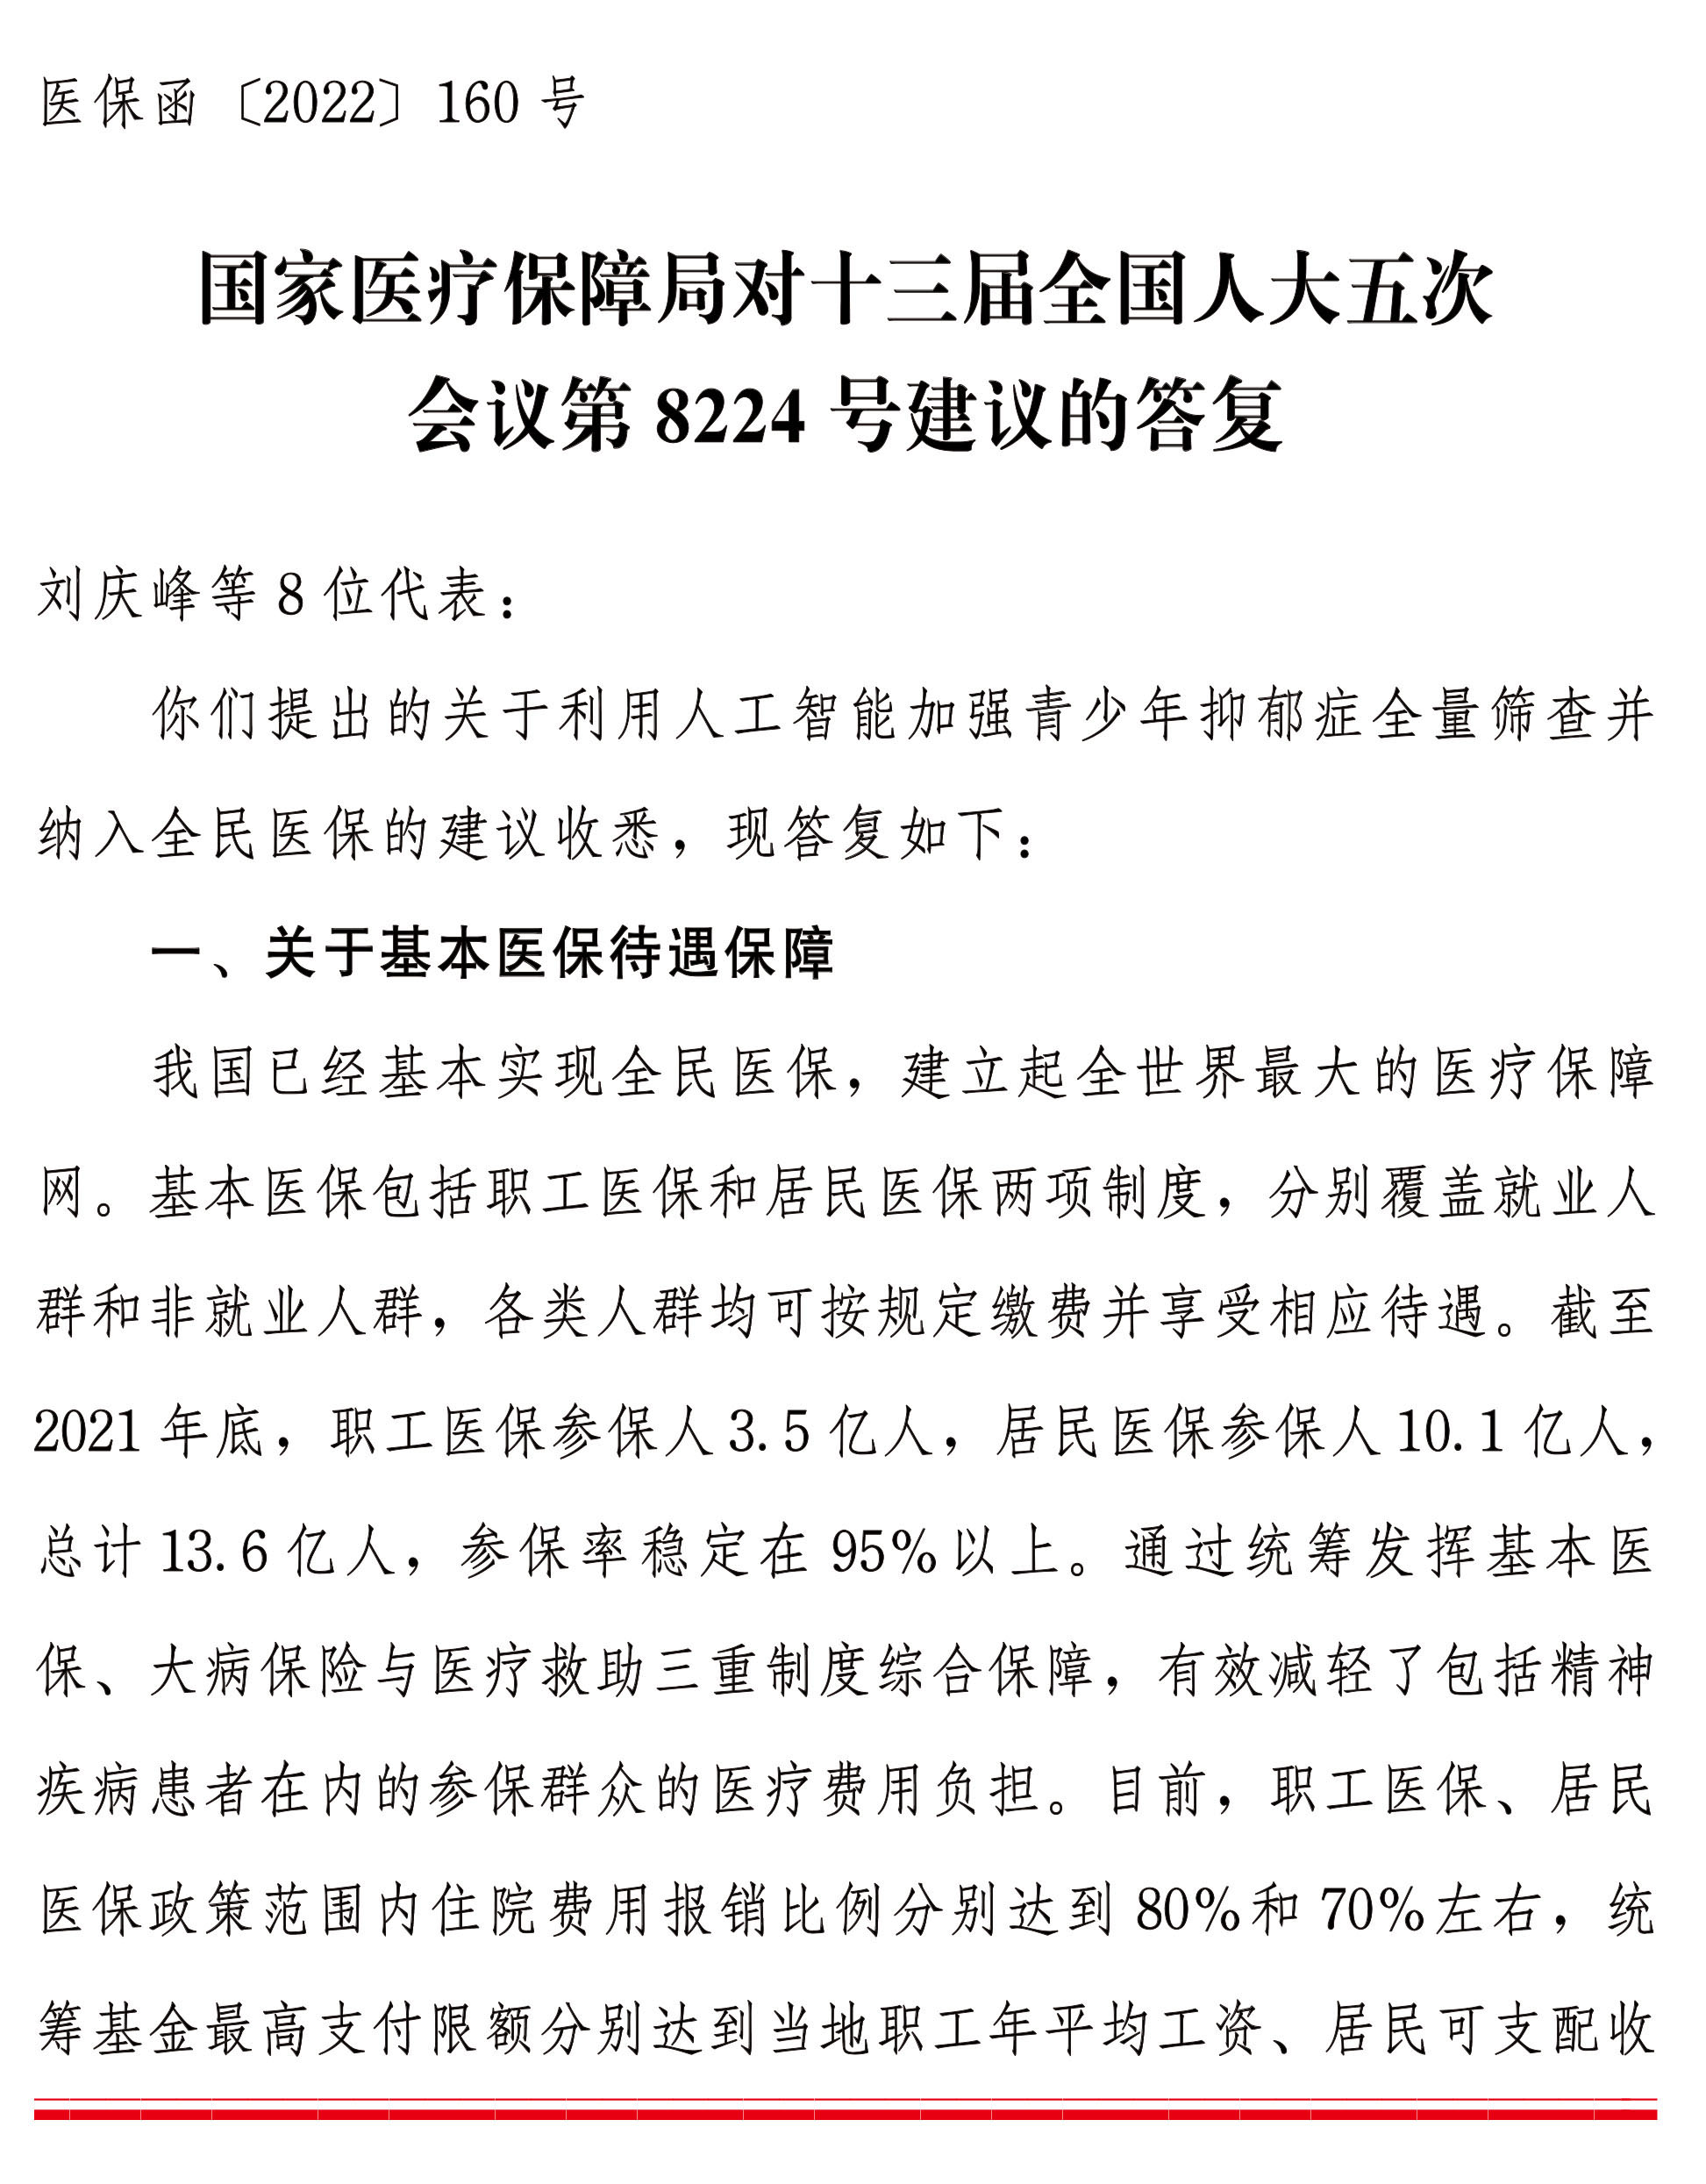 医保函〔2022〕160 号
国家医疗保障局对十三届全国人大五次
会议第 8224 号建议的答复
刘庆峰等 8 位代表：
你们提出的关于利用人工智能加强青少年抑郁症全量筛查并
纳入全民医保的建议收悉，现答复如下：
一、关于基本医保待遇保障
我国已经基本实现全民医保，建立起全世界最大的医疗保障
网。基本医保包括职工医保和居民医保两项制度，分别覆盖就业人
群和非就业人群，各类人群均可按规定缴费并享受相应待遇。截至
2021 年底，职工医保参保人 3.5 亿人，居民医保参保人 10.1 亿人，
总计 13.6 亿人，参保率稳定在 95%以上。通过统筹发挥基本医
保、大病保险与医疗救助三重制度综合保障，有效减轻了包括精神
疾病患者在内的参保群众的医疗费用负担。目前，职工医保、居民
医保政策范围内住院费用报销比例分别达到 80%和 70%左右，统
筹基金最高支付限额分别达到当地职工年平均工资、居民可支配收